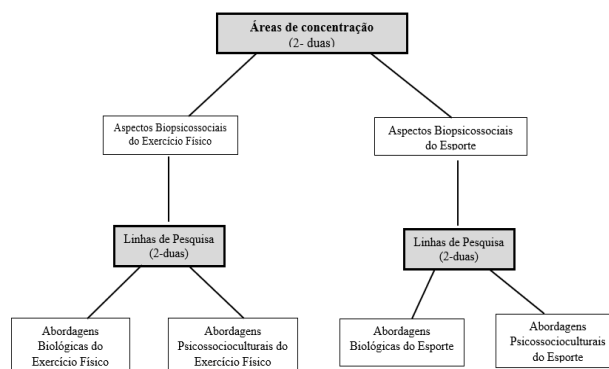 Áreas de concentração
(2- duas)
Aspectos Biopsicossociais
do Exercício Físico
Aspectos Biopsicossociais
do Esporte
Linhas de Pesquisa
(2-duas)
Linhas de Pesquisa
(2-duas)
Abordagens
Biológicas do
Exercício Físico
Abordagens
Psicossocioculturais do
Exercício Físico
Abordagens
Biológicas do Esporte
Abordagens
Psicossocioculturais
do Esporte